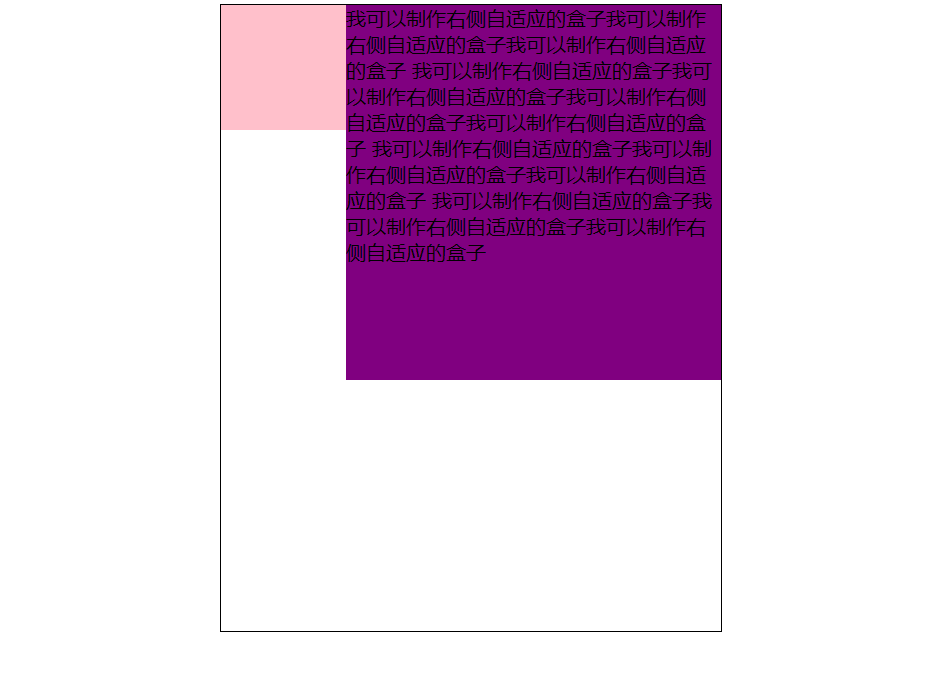 我可以制作右侧自适应的盒子我可以制作
右侧自适应的盒子我可以制作右侧自适应
的盒子 我可以制作右侧自适应的盒子我可
以制作右侧自适应的盒子我可以制作右侧
自适应的盒子我可以制作右侧自适应的盒
子 我可以制作右侧自适应的盒子我可以制
作右侧自适应的盒子我可以制作右侧自适
应的盒子 我可以制作右侧自适应的盒子我
可以制作右侧自适应的盒子我可以制作右
侧自适应的盒子